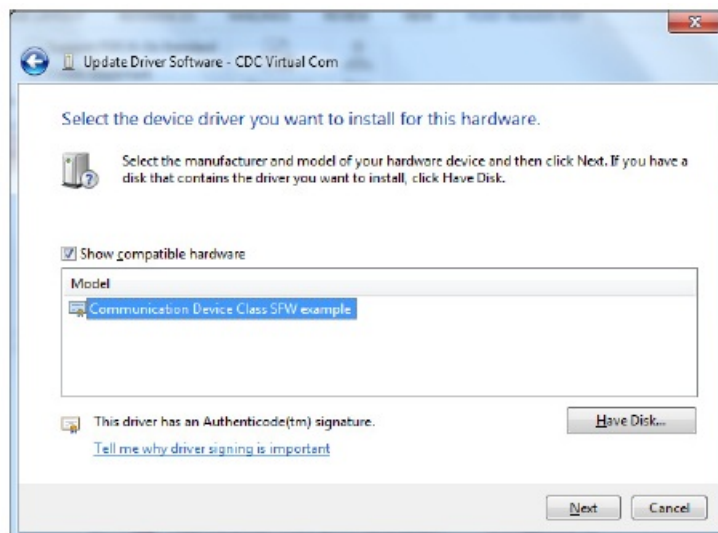 Update Driver Software - CDC Virtual Com
Select the device driver you want to install for this hardware.
Select the manufacturer and model of your hardware device and then click Next. If you have a
disk that contains the driver you want to install, click Have Disk.
Show compatible hardware
Model
Communication Device Class SFW example
This driver has an Authenticode(tm) signature.
Have Disk...
Tell me why driver signing is important
Next
Cancel